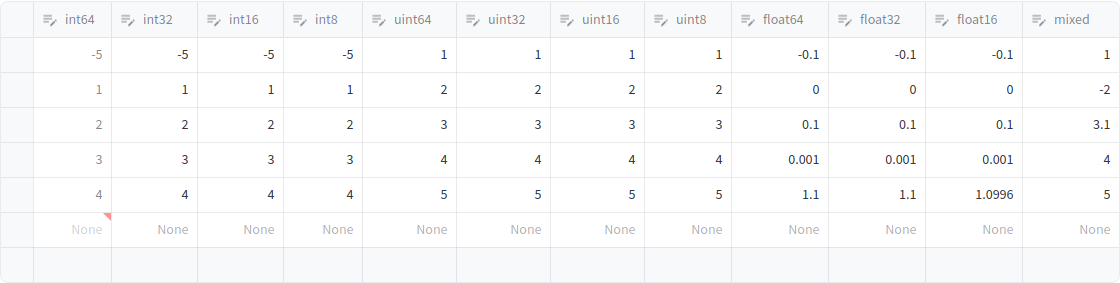 int64 int32 int16 int8 uint64 uint32 uint16 uint8 float64 float32 float16 mixed
-5 -5 -5 -5 1 1 1 1 -0.1 -0.1 -0.1 1
1 1 1 1 2 2 2 2 0 0 0 -2
2 2 2 2 3 3 3 3 0.1 0.1 0.1 3.1
3 3 3 3 4 4 4 4 0.001 0.001 0.001 4
4 4 4 4 5 5 5 5 1.1 1.1 1.0996 5
None None None None None None None None None None None None